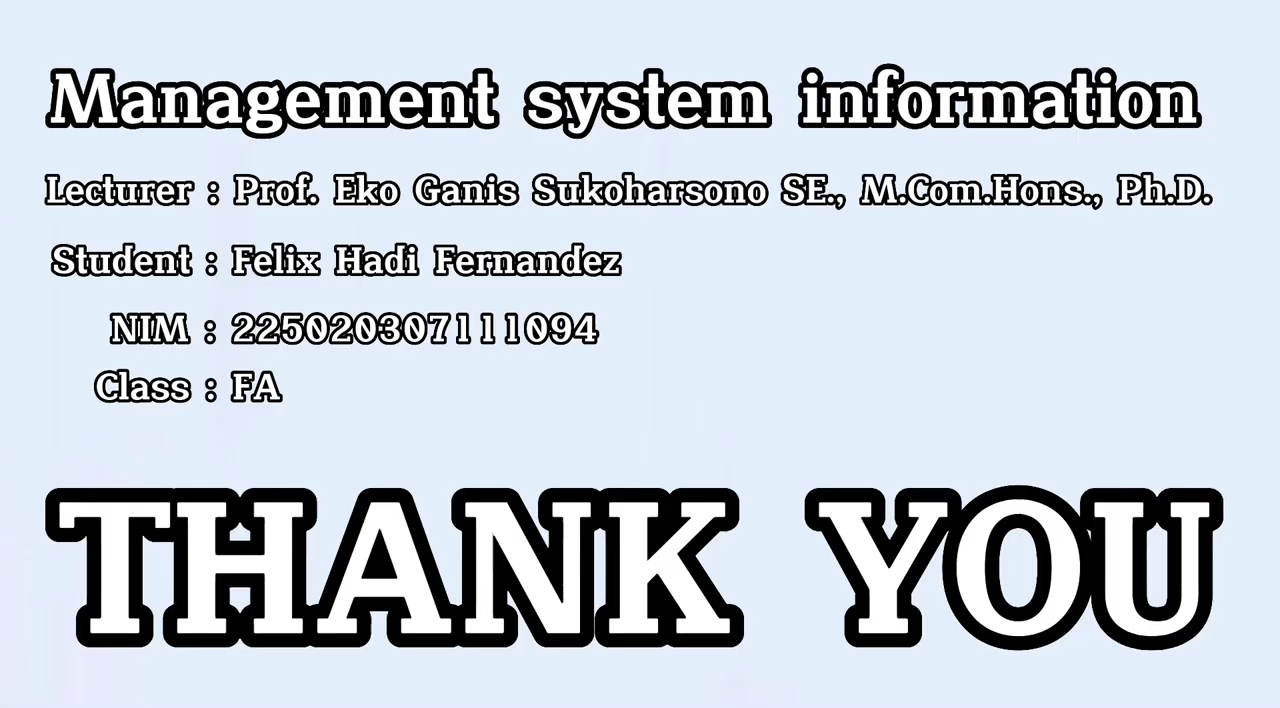 Management system information
Lecturer : Prof. Eko Ganis Sukoharsono SE., M.Com.Hons., Ph.D.
Student : Felix Hadi Fernandez
NIM : 225020307111094
Class : FA
THANK YOU